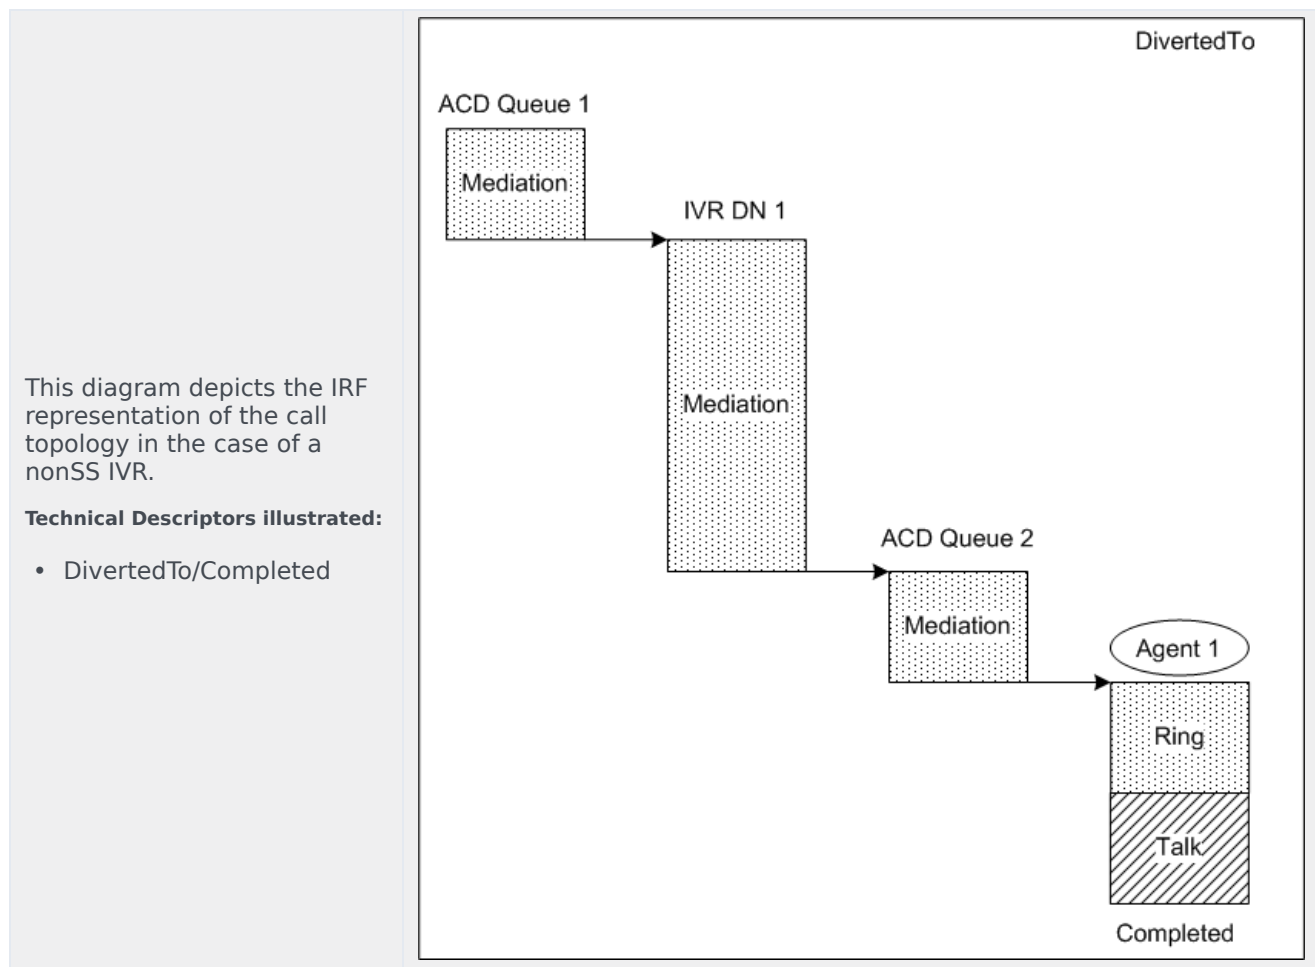 This diagram depicts the IRF
representation of the call
topology in the case of a
nonSS IVR.
Technical Descriptors illustrated:
• DivertedTo/Completed
DivertedTo
ACD Queue 1
Mediation
IVR DN 1
Mediation
ACD Queue 2
Mediation
Agent 1
Ring
Talk
Completed